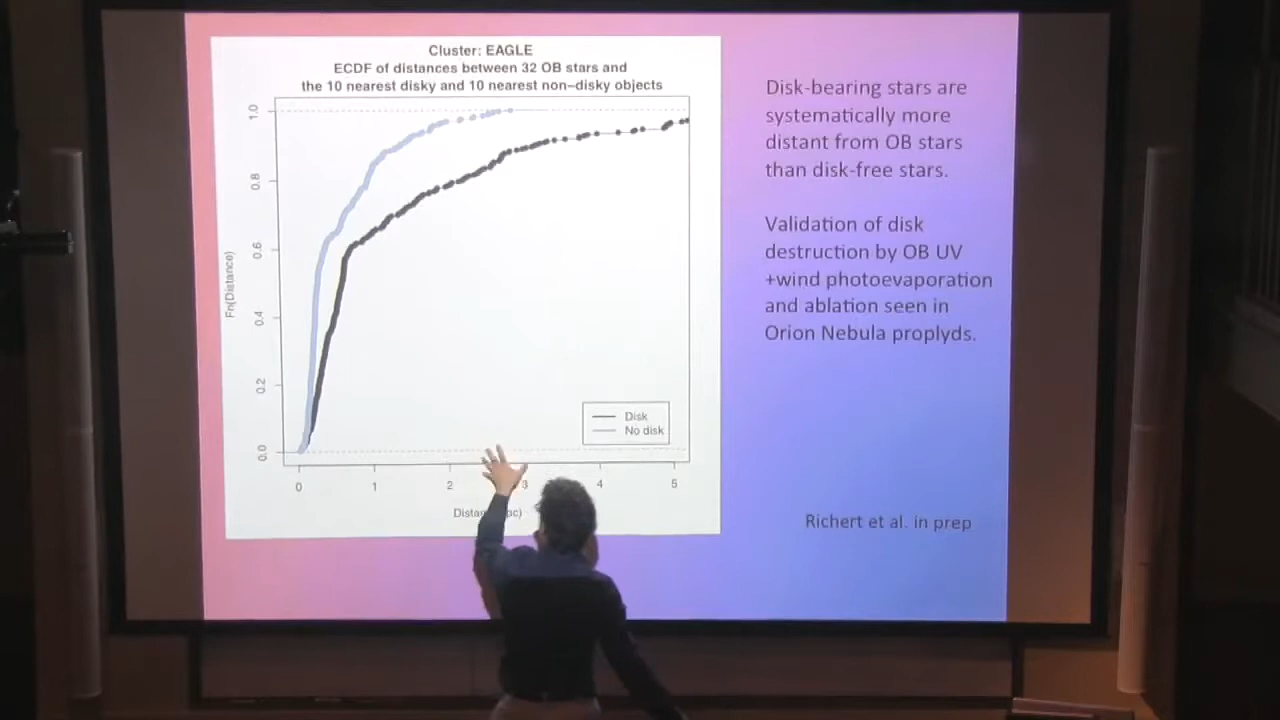 Cluster: EAGLE
ECDF of distances between 32 OB stars and
the 10 nearest disky and 10 nearest non–disky objects
Disk-bearing stars are
systematically more
distant from OB stars
than disk-free stars.
Validation of disk
destruction by OB UV
+wind photoevaporation
and ablation seen in
Orion Nebula proplyds.
Richert et al. in prep
Fn(Distance)
1.0
0.8
0.6
0.4
0.2
0.0
Disk
No disk
0 1 2 3 4 5
pc)